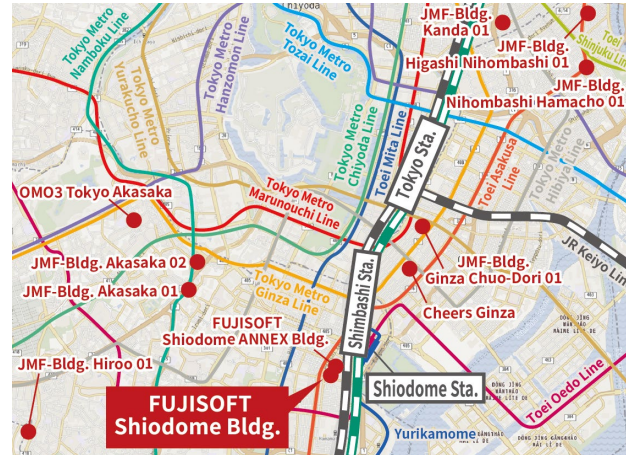 Chiyoda
JMF-Bldg.
Kanda 01
JMF-Bldg.
Higashi Nihombashi 01
Toei
Shinjuku Line
JMF-Bldg.
Nihombashi Hamacho 01
Tokyo Metro
Namboku Line
Tokyo Metro
Yurakucho Line
Tokyo Metro
Hanzomon Line
Tokyo Metro
Tozai Line
Tokyo Metro
Chiyoda Line
Toei Mita Line
Tokyo Sta.
Toei Asakusa
Line
Tokyo Metro
Hibiya Line
OMO3 Tokyo Akasaka
Tokyo Metro
Marunouchi Line
JR Keiyo Lin
JMF-Bldg. Akasaka 02
JMF-Bldg. Akasaka 01
Tokyo Metro
Ginza Line
Shimbashi Sta.
JMF-Bldg.
Ginza Chuo-Dori 01
Cheers Ginza
FUJISOFT
Shiodome ANNEX Bldg.
JMF-Bldg. Hiroo 01
FUJISOFT
Shiodome Bldg.
Shiodome Sta.
Toei Oedo Line
Yurikamome